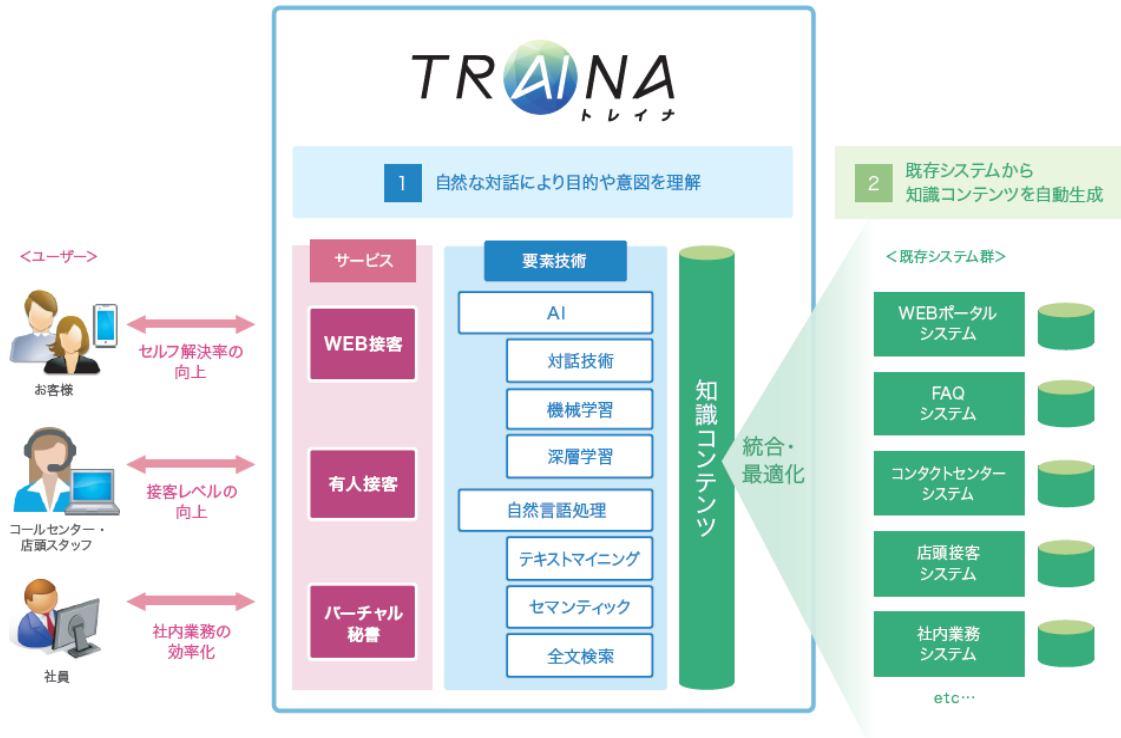 TRAINA
トレイナ
1
自然な対話により目的や意図を理解
2
既存システムから
知識コンテンツを自動生成
＜ユーザー＞
お客様
セルフ解決率の
向上
コールセンター・
店頭スタッフ
接客レベルの
向上
社員
社内業務の
効率化
サービス
WEB接客
有人接客
バーチャル
秘書
要素技術
AI
対話技術
機械学習
深層学習
自然言語処理
テキストマイニング
セマンティック
全文検索
知識コンテンツ
統合・
最適化
＜既存システム群＞
WEBポータル
システム
FAQ
システム
コンタクトセンター
システム
店頭接客
システム
社内業務
システム
etc…